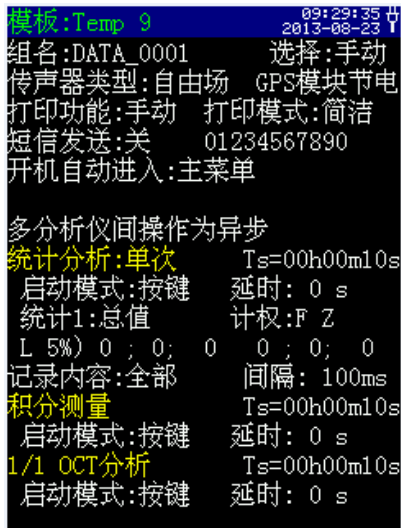 模板:Temp 9 09:29:35
2013-08-23
组名:DATA_0001 选择:手动
传声器类型:自由场 GPS模块节电
打印功能:手动 打印模式:简洁
短信发送:关 01234567890
开机自动进入:主菜单
多分析仪间操作为异步
统计分析:单次 Ts=00h00m10s
启动模式:按键 延时: 0 s
统计1:总值 计权:F Z
L 5%) 0 ; 0; 0 0 ; 0; 0
记录内容:全部 间隔: 100ms
积分测量 Ts=00h00m10s
启动模式:按键 延时: 0 s
1/1 OCT分析 Ts=00h00m10s
启动模式:按键 延时: 0 s